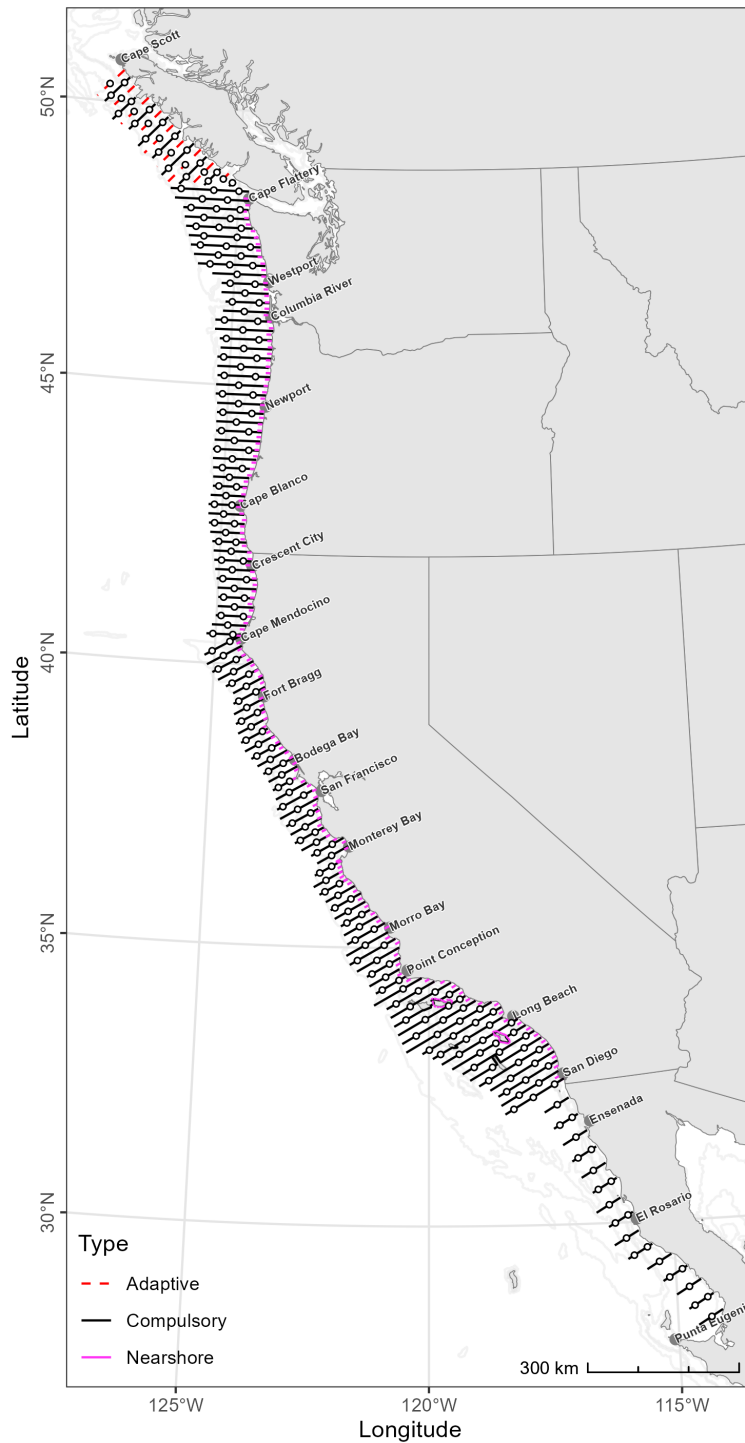 Cape Scott
50°N
Cape Flattery
Westport
Columbia River
45°N
Newport
Cape Blanco
Crescent City
Cape Mendocino
40°N
Latitude
Fort Bragg
Bodega Bay
San Francisco
Monterey Bay
35°N
Morro Bay
Point Conception
Long Beach
San Diego
Ensenada
30°N
El Rosario
Type
Adaptive
Compulsory
Nearshore
Punta Eugeni
300 km
125°W
120°W
115°W
Longitude